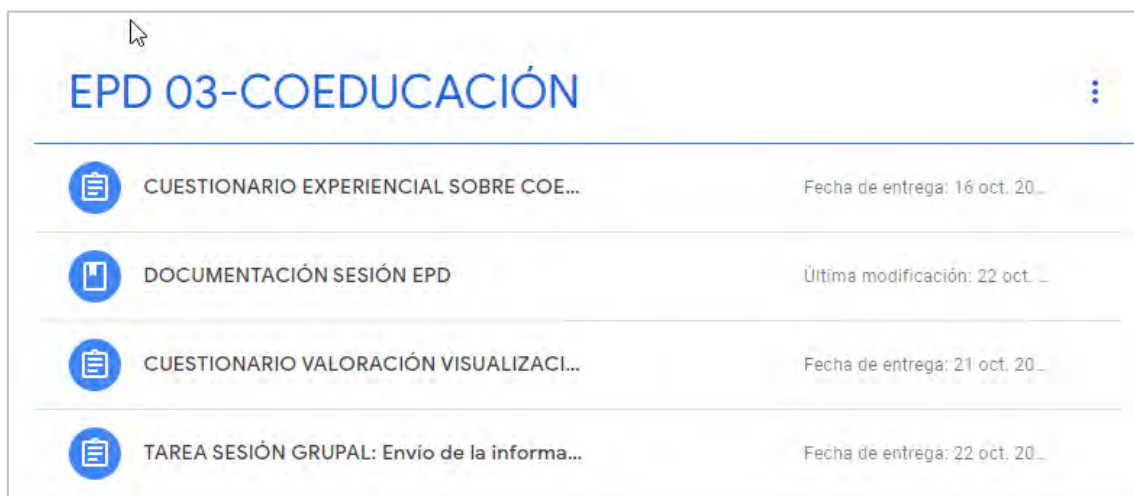 EPD 03-COEDUCACIÓN
CUESTIONARIO EXPERIENCIAL SOBRE COE... Fecha de entrega: 16 oct. 20...
DOCUMENTACIÓN SESIÓN EPD Última modificación: 22 oct. ...
CUESTIONARIO VALORACIÓN VISUALIZACI... Fecha de entrega: 21 oct. 20...
TAREA SESIÓN GRUPAL: Envío de la informa... Fecha de entrega: 22 oct. 20...